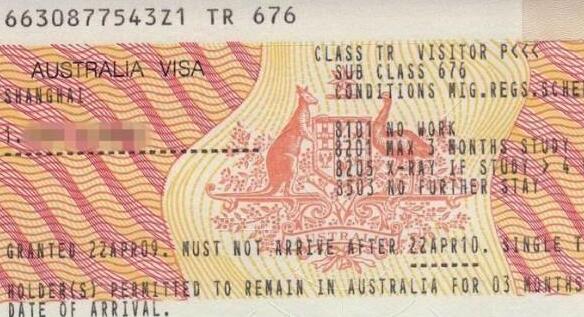 6630877543Z1 TR 676
CLASS TR VISITOR P<<<
AUSTRALIA VISA
SUB CLASS 676
SHANGHAI
CONDITIONS MIG.REGS.SCHE
1.
8101 NO WORK
8201 MAX 3 MONTHS STUDY
8205 X-RAY IF STUDY > 4
8503 NO FURTHER STAY
AUSTRALIA
GRANTED 22APR09. MUST NOT ARRIVE AFTER 22APR10. SINGLE
HOLDER(S) PERMITTED TO REMAIN IN AUSTRALIA FOR 03 MONTHS
DATE OF ARRIVAL.